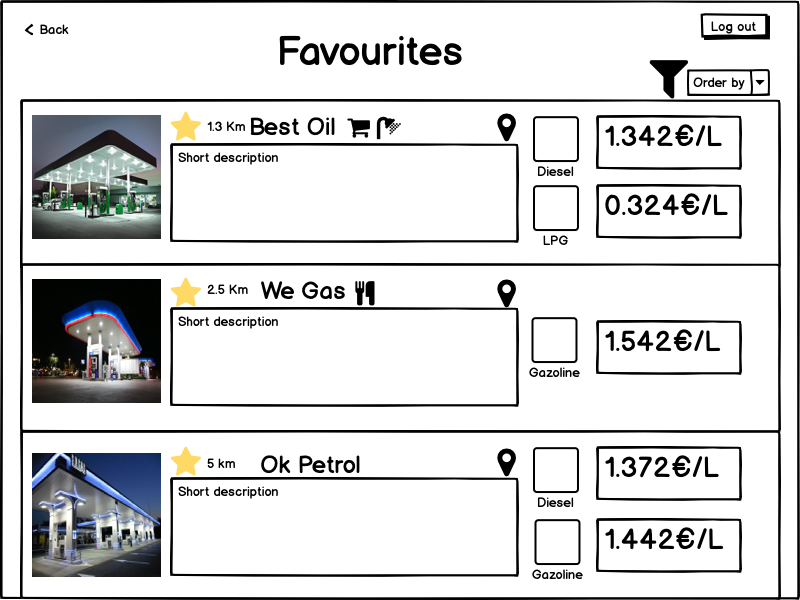 Back
Log out
Favourites
Order by
1.3 Km Best Oil
Short description
Diesel
1.342€/L
LPG
0.324€/L
2.5 Km We Gas
Short description
Gazoline
1.542€/L
5 km Ok Petrol
Short description
Diesel
1.372€/L
Gazoline
1.442€/L